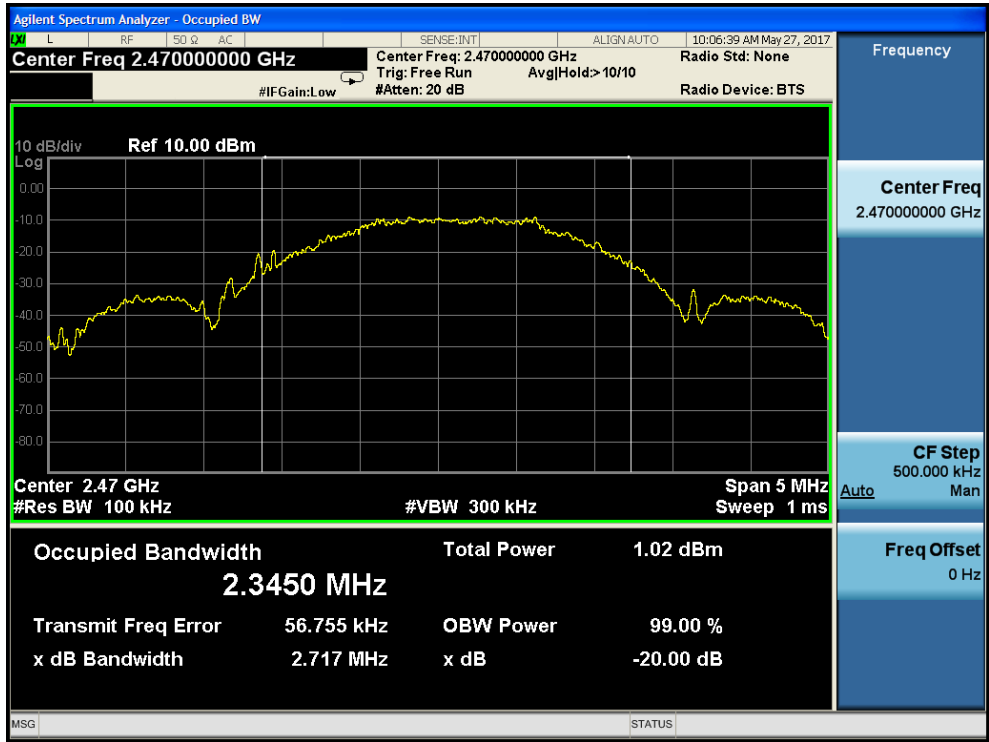 Agilent Spectrum Analyzer - Occupied BW
LXI L RF 50 Ω AC SENSE:INT ALIGN AUTO 10:06:39 AM May 27, 2017
Center Freq 2.470000000 GHz
Center Freq: 2.470000000 GHz
Radio Std: None
Trig: Free Run Avg|Hold:>10/10
#IFGain:Low
#Atten: 20 dB
Radio Device: BTS
10 dB/div Ref 10.00 dBm
Log
0.00
-10.0
-20.0
-30.0
-40.0
-50.0
-60.0
-70.0
-80.0
Center 2.47 GHz Span 5 MHz
#Res BW 100 kHz #VBW 300 kHz Sweep 1 ms
Occupied Bandwidth Total Power 1.02 dBm
2.3450 MHz
Transmit Freq Error 56.755 kHz OBW Power 99.00 %
x dB Bandwidth 2.717 MHz x dB -20.00 dB
MSG STATUS
Frequency
Center Freq
2.470000000 GHz
CF Step
500.000 kHz
Auto Man
Freq Offset
0 Hz